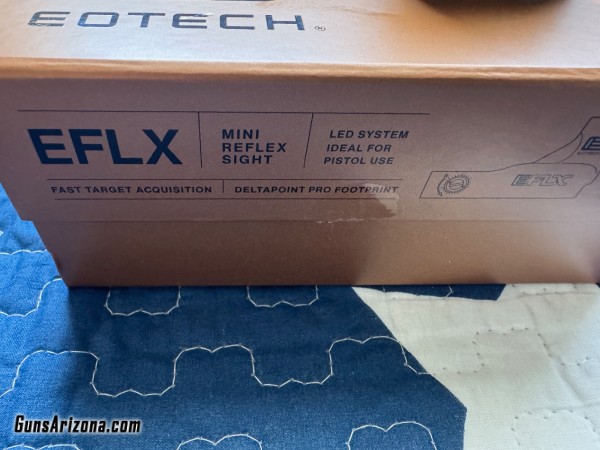 EOTECH®
EFLX
MINI
REFLEX
SIGHT
LED SYSTEM
IDEAL FOR
PISTOL USE
FAST TARGET ACQUISITION
DELTAPOINT PRO FOOTPRINT
EFLX
GunsArizona.com